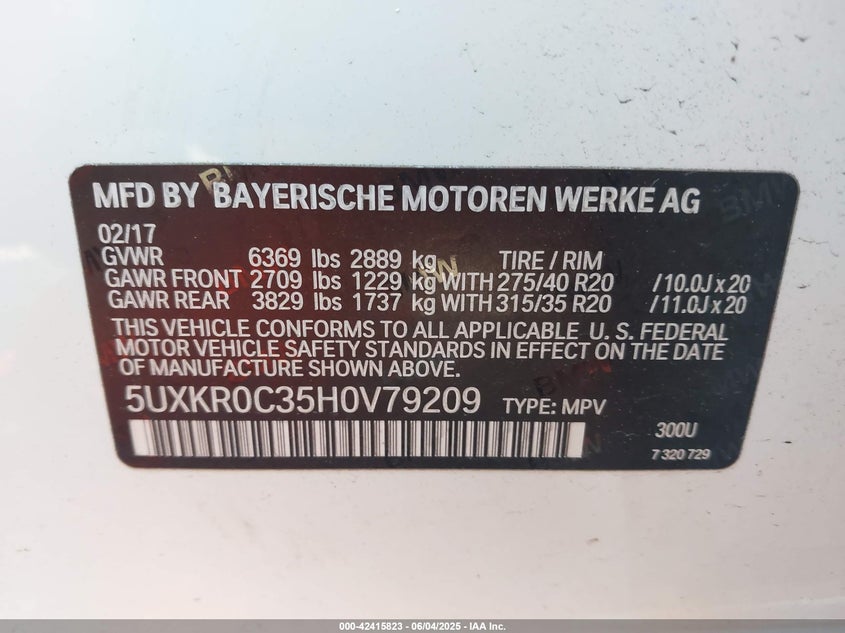 MFD BY BAYERISCHE MOTOREN WERKE AG
02/17
GVWR 6369 lbs 2889 kg TIRE / RIM
GAWR FRONT 2709 lbs 1229 kg WITH 275/40 R20 /10.0J x 20
GAWR REAR 3829 lbs 1737 kg WITH 315/35 R20 /11.0J x 20
THIS VEHICLE CONFORMS TO ALL APPLICABLE U. S. FEDERAL
MOTOR VEHICLE SAFETY STANDARDS IN EFFECT ON THE DATE
OF MANUFACTURE SHOWN ABOVE.
5UXKR0C35H0V79209 TYPE: MPV
300U
7 320 729
000-42415823 - 06/04/2025 - IAA Inc.